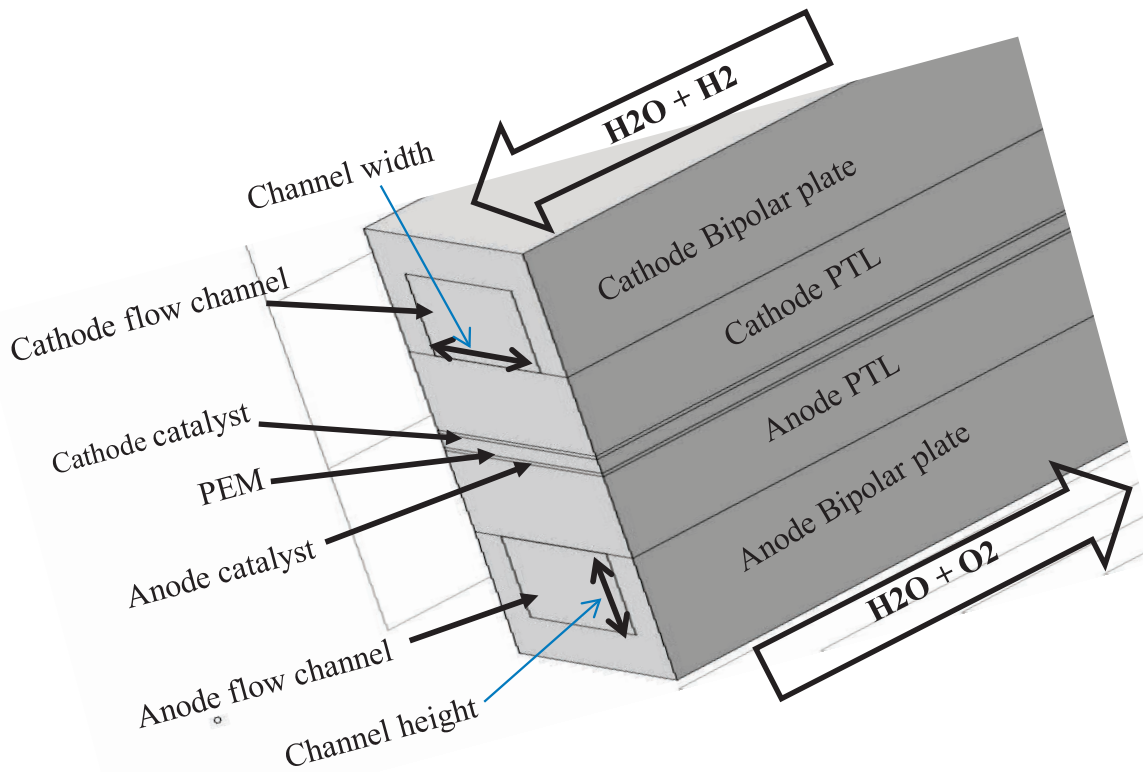 H2O + H2
Channel width
Cathode Bipolar plate
Cathode flow channel
Cathode PTL
Cathode catalyst
Anode PTL
PEM
Anode catalyst
Anode Bipolar plate
H2O + O2
Anode flow channel
Channel height